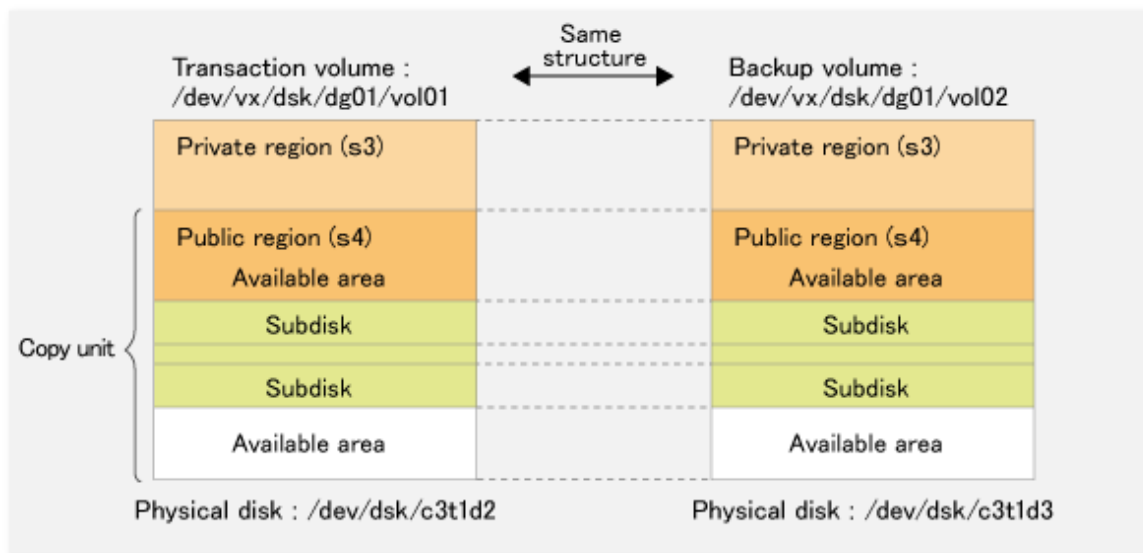 Same
structure
Transaction volume :
/dev/vx/dsk/dg01/vol01
Backup volume :
/dev/vx/dsk/dg01/vol02
Private region (s3)
Private region (s3)
Public region (s4)
Public region (s4)
Available area
Available area
Subdisk
Subdisk
Copy unit
Subdisk
Subdisk
Available area
Available area
Physical disk : /dev/dsk/c3t1d2
Physical disk : /dev/dsk/c3t1d3